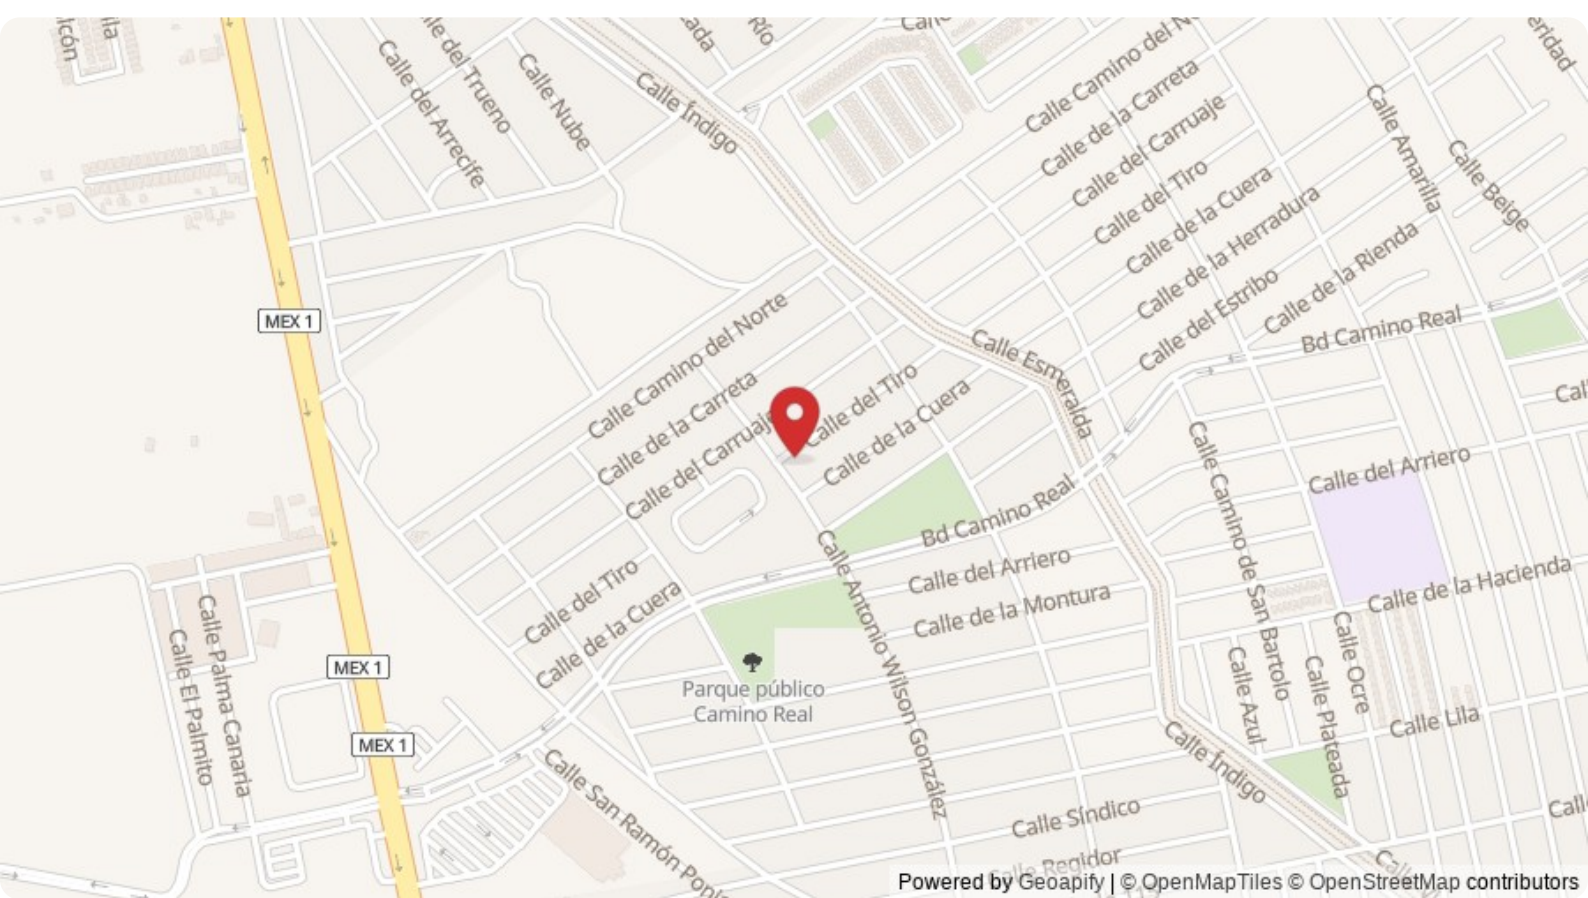 Calle del Trueno
Calle Nube
Calle del Arrecife
Calle Índigo
Río
Calle Camino del N
Calle de la Carreta
Calle del Carruaje
Calle del Tiro
Calle de la Cuera
Calle de la Herradura
Calle del Estribo
Calle de la Rienda
Calle Amarilla
Calle Beige
Bd Camino Real
MEX 1
Calle Camino del Norte
Calle de la Carreta
Calle del Carruaje
Calle del Tiro
Calle de la Cuera
Calle Esmeralda
Bd Camino Real
Calle del Arriero
Calle de la Montura
Calle Camino de San Bartolo
Calle del Arriero
Calle de la Hacienda
Calle del Tiro
Calle de la Cuera
Calle Antonio Wilson González
Calle Palma Canaria
Calle El Palmito
MEX 1
MEX 1
Parque público
Camino Real
Calle Azul
Calle Plateada
Calle Ocre
Calle Lila
Calle Índigo
Calle San Ramón
Calle Síndico
Calle Regidor
Powered by Geoapify | © OpenMapTiles © OpenStreetMap contributors